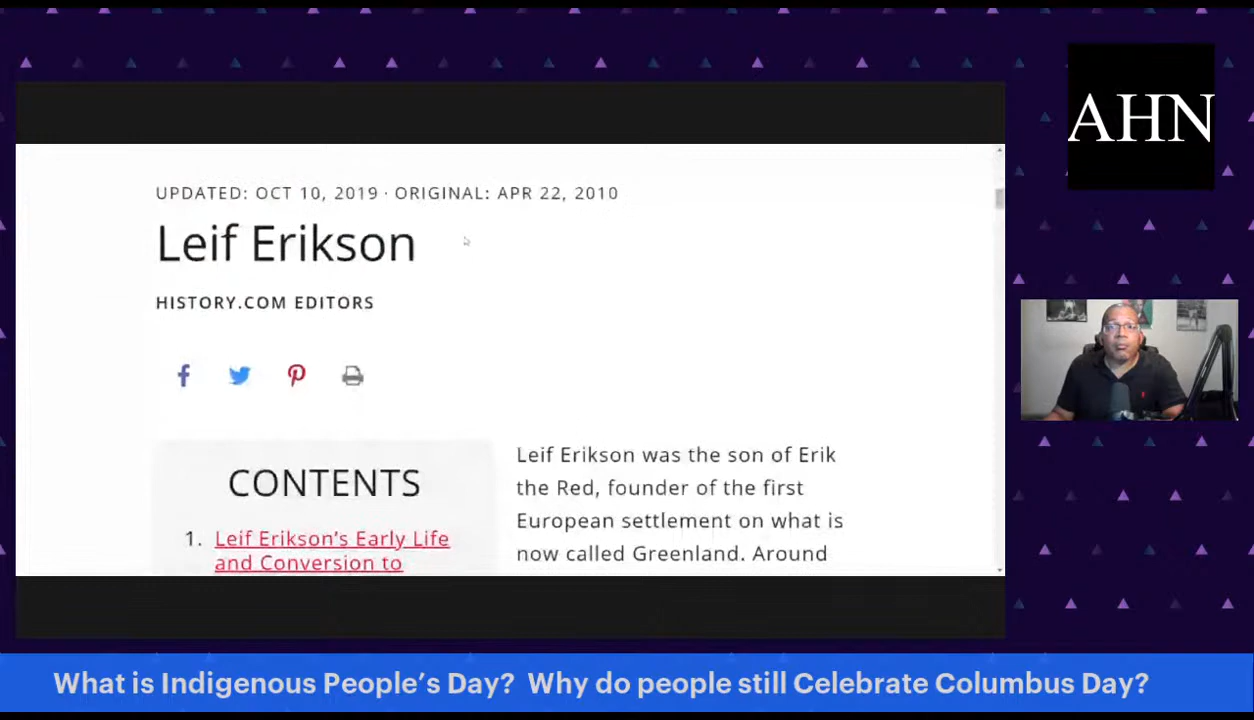 AHN
UPDATED: OCT 10, 2019 · ORIGINAL: APR 22, 2010
Leif Erikson
HISTORY.COM EDITORS
CONTENTS
1. Leif Erikson's Early Life
and Conversion to
Leif Erikson was the son of Erik
the Red, founder of the first
European settlement on what is
now called Greenland. Around
What is Indigenous People's Day? Why do people still Celebrate Columbus Day?